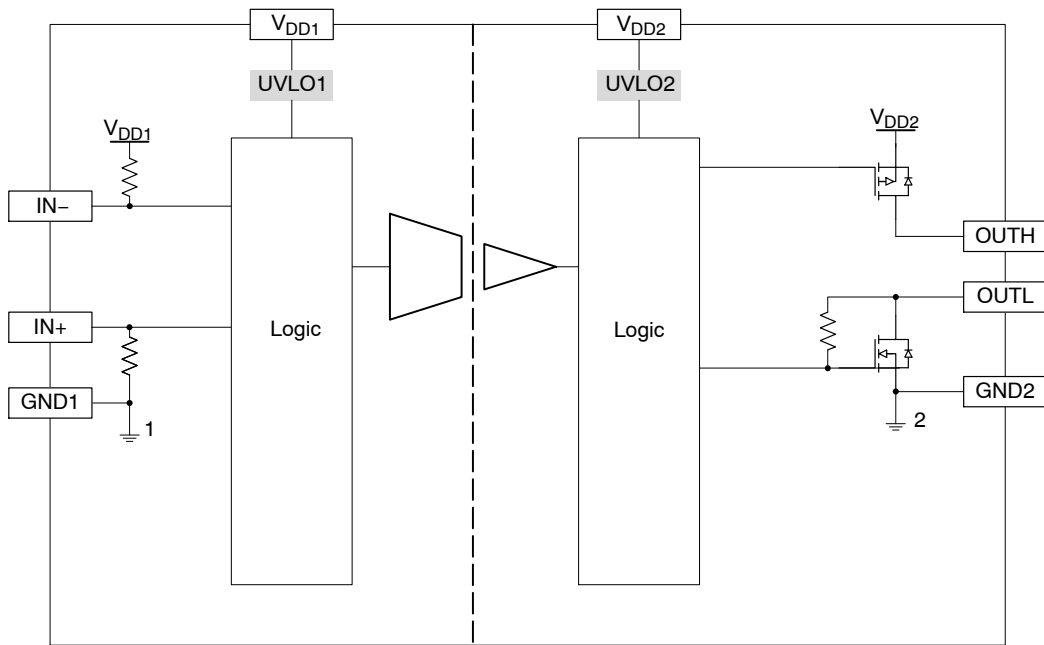 VDD1
VDD2
UVLO1
UVLO2
VDD1
VDD2
IN−
OUTH
OUTL
IN+
Logic
Logic
GND1
GND2
1
2